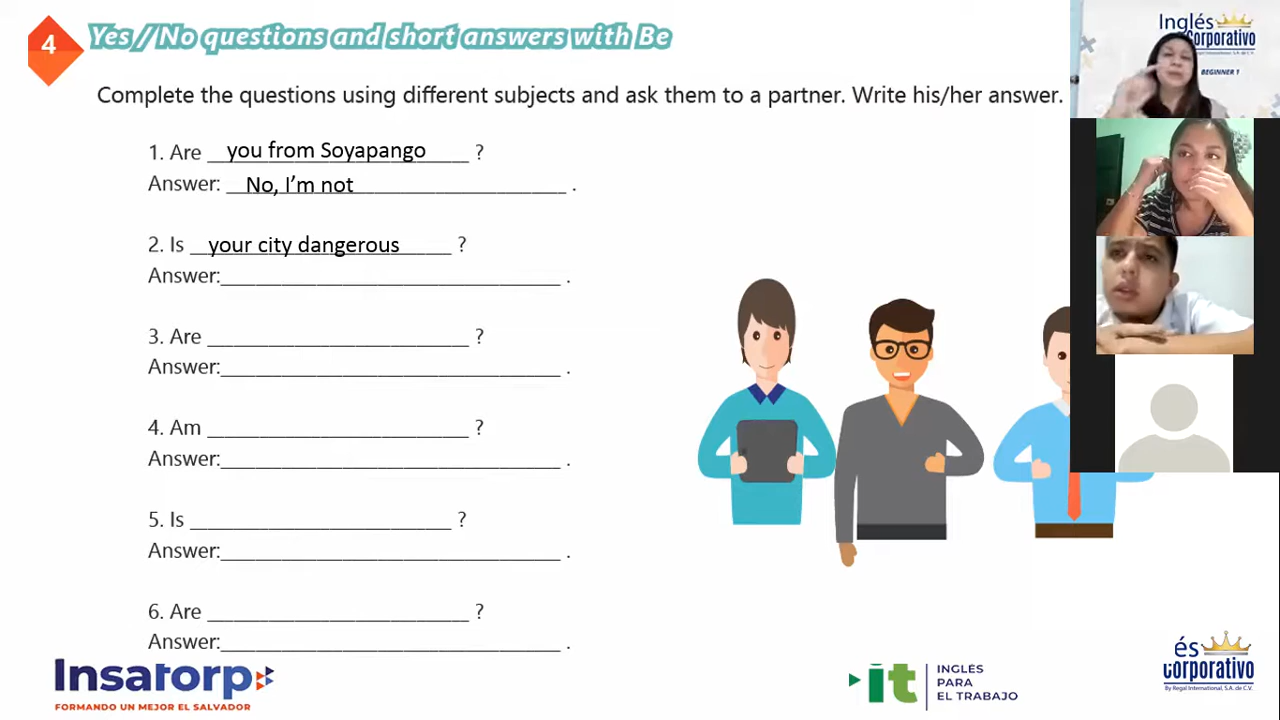 4
Yes / No questions and short answers with Be
Complete the questions using different subjects and ask them to a partner. Write his/her answer.
1. Are you from Soyapango ?
Answer: No, I'm not .
2. Is your city dangerous ?
Answer: .
3. Are ?
Answer: .
4. Am ?
Answer: .
5. Is ?
Answer: .
6. Are ?
Answer: .
Insaforp
FORMANDO UN MEJOR EL SALVADOR
it
INGLÉS
PARA
EL TRABAJO
és
corporativo
By Regal International, S.A. de C.V.
Inglés
Corporativo
BEGINNER 1